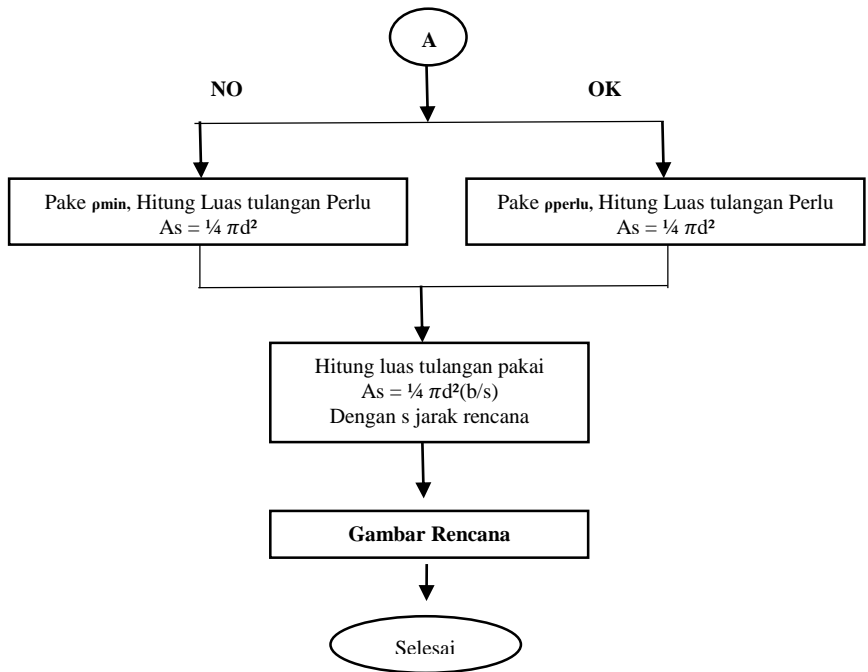 A
NO
OK
Pake ρmin, Hitung Luas tulangan Perlu
As = ¼ πd²
Pake ρperlu, Hitung Luas tulangan Perlu
As = ¼ πd²
Hitung luas tulangan pakai
As = ¼ πd²(b/s)
Dengan s jarak rencana
Gambar Rencana
Selesai